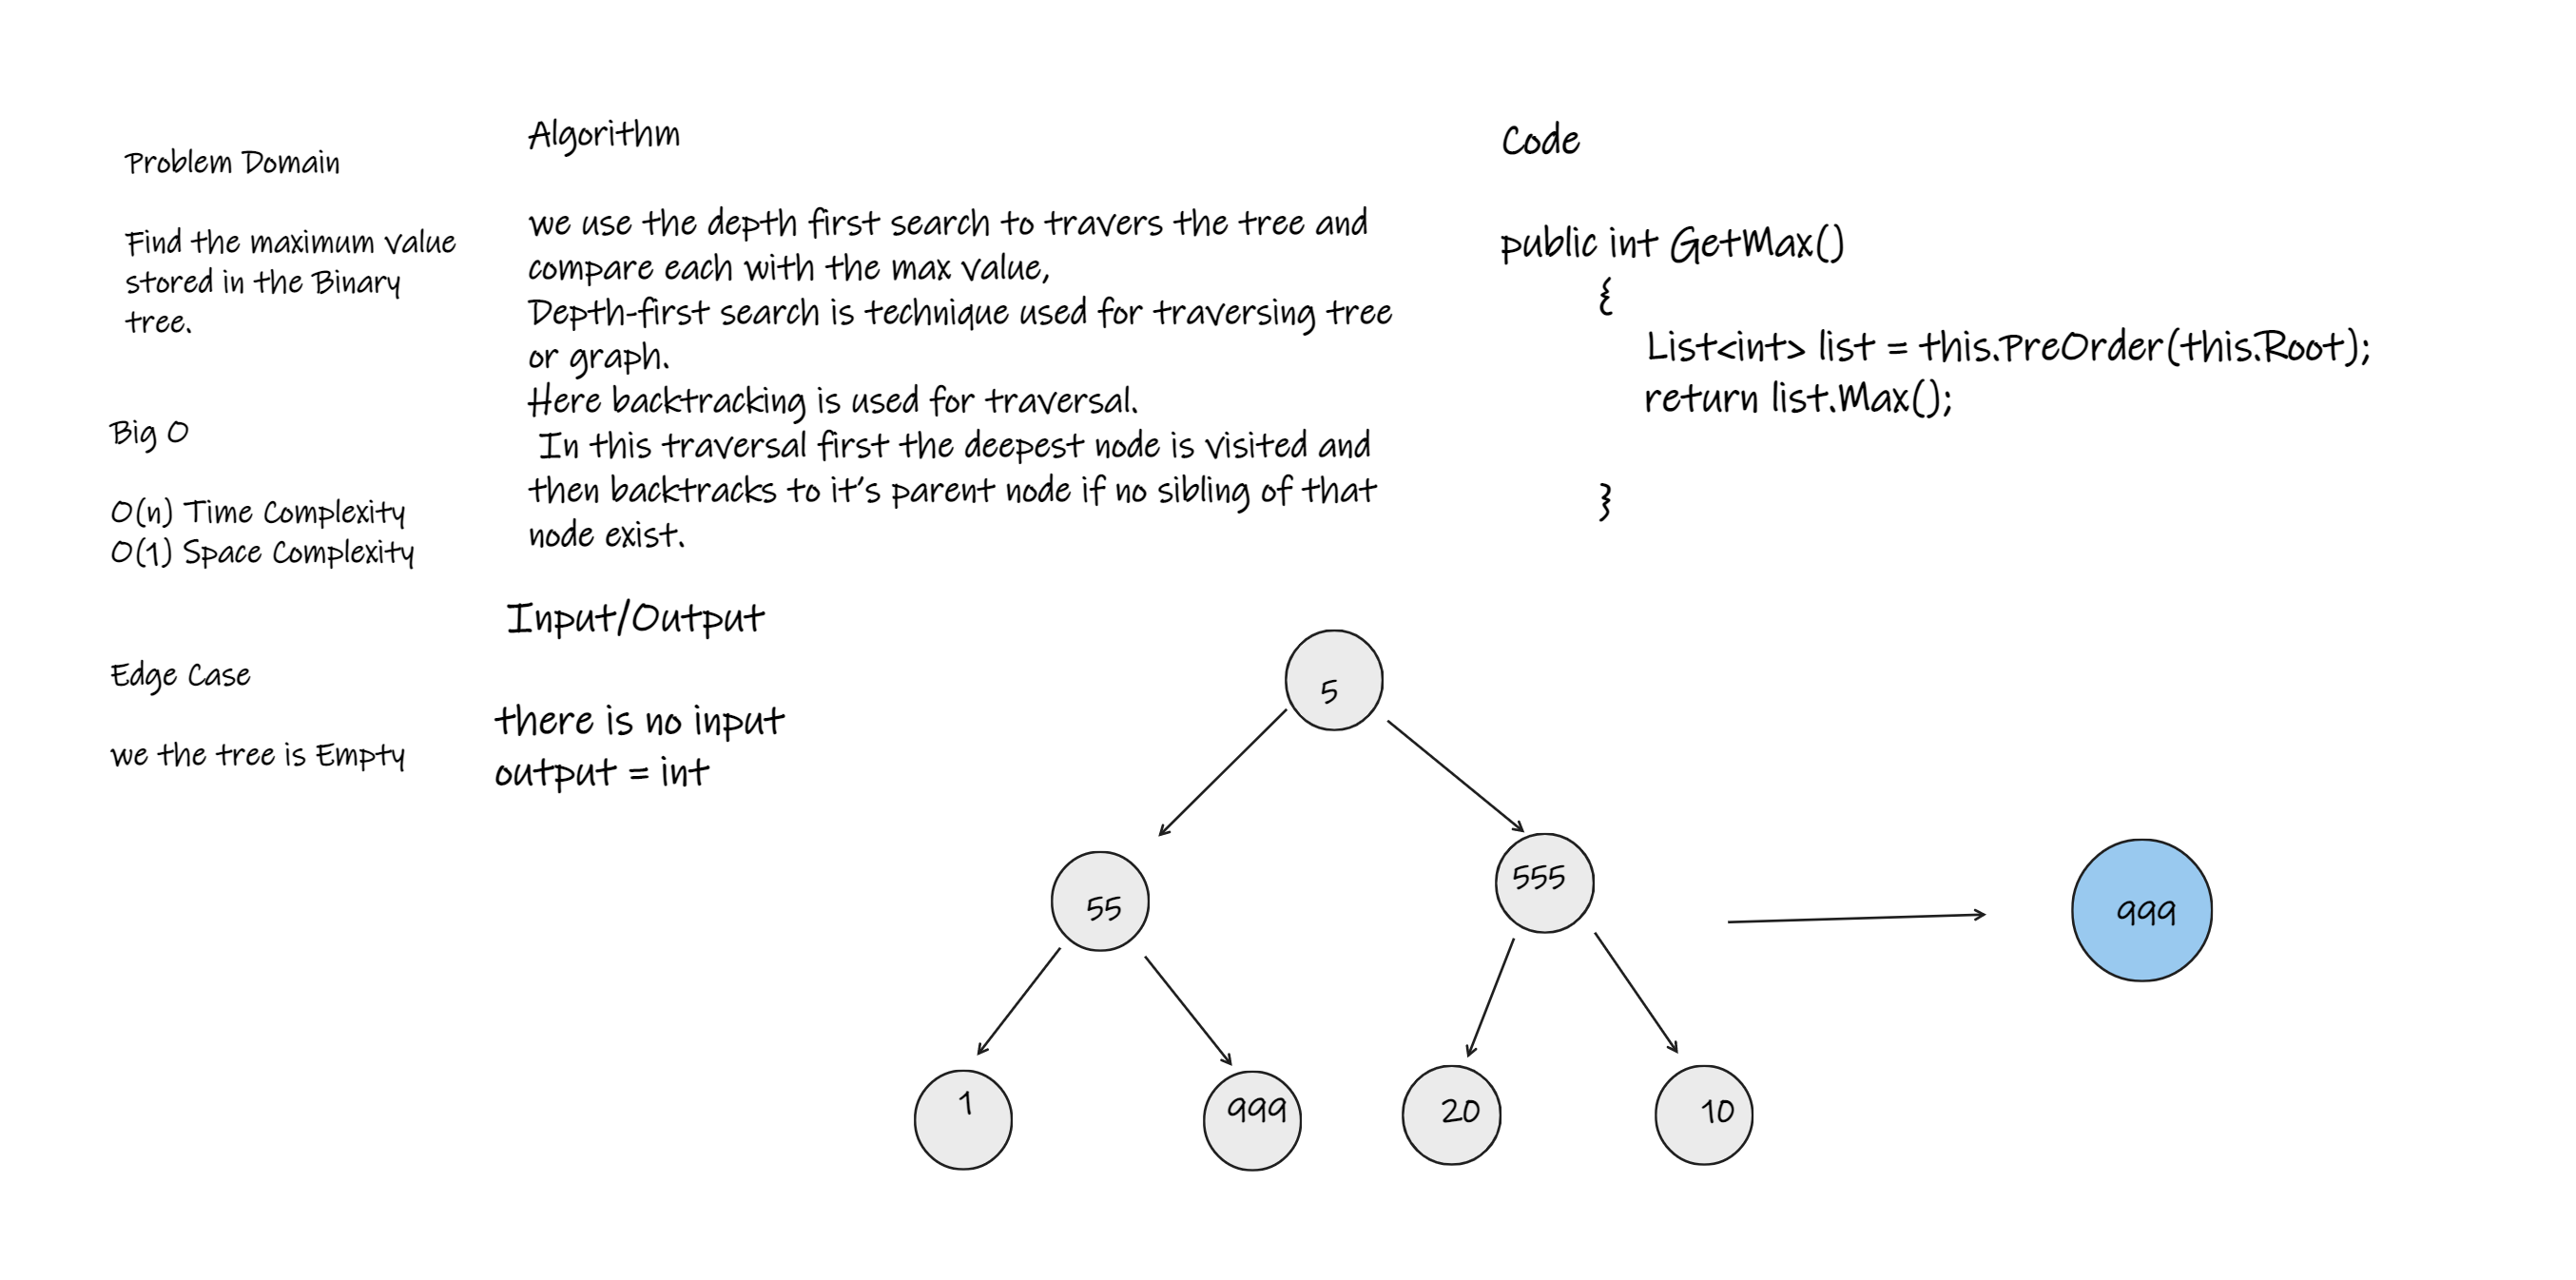 Problem Domain
Find the maximum value
stored in the Binary
tree.
Big O
O(n) Time Complexity
O(1) Space Complexity
Edge Case
we the tree is Empty
Algorithm
we use the depth first search to travers the tree and
compare each with the max value,
Depth-first search is technique used for traversing tree
or graph.
Here backtracking is used for traversal.
In this traversal first the deepest node is visited and
then backtracks to it's parent node if no sibling of that
node exist.
Input/Output
there is no input
output = int
Code
public int GetMax()
{
List<int> list = this.PreOrder(this.Root);
return list.Max();
}
5
55
555
999
1
999
20
10